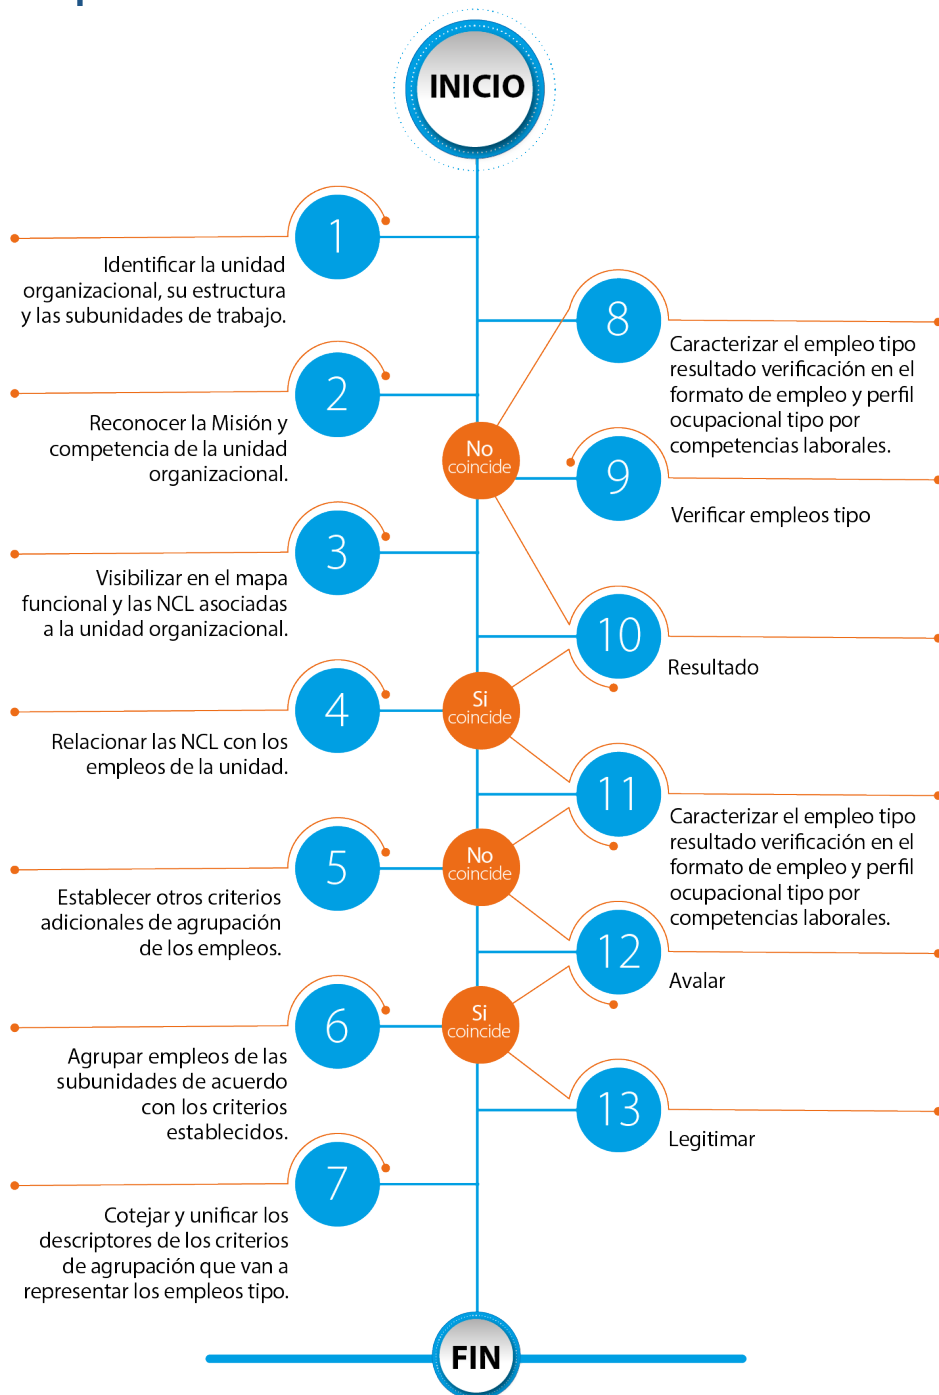 INICIO
1
Identificar la unidad
organizacional, su estructura
y las subunidades de trabajo.
2
Reconocer la Misión y
competencia de la unidad
organizacional.
3
Visibilizar en el mapa
funcional y las NCL asociadas
a la unidad organizacional.
4
Relacionar las NCL con los
empleos de la unidad.
5
Establecer otros criterios
adicionales de agrupación
de los empleos.
6
Agrupar empleos de las
subunidades de acuerdo
con los criterios
establecidos.
7
Cotejar y unificar los
descriptores de los criterios
de agrupación que van a
representar los empleos tipo.
8
Caracterizar el empleo tipo
resultado verificación en el
formato de empleo y perfil
ocupacional tipo por
competencias laborales.
No
coincide
9
Verificar empleos tipo
10
Resultado
Si
coincide
11
Caracterizar el empleo tipo
resultado verificación en el
formato de empleo y perfil
ocupacional tipo por
competencias laborales.
No
coincide
12
Avalar
Si
coincide
13
Legitimar
FIN